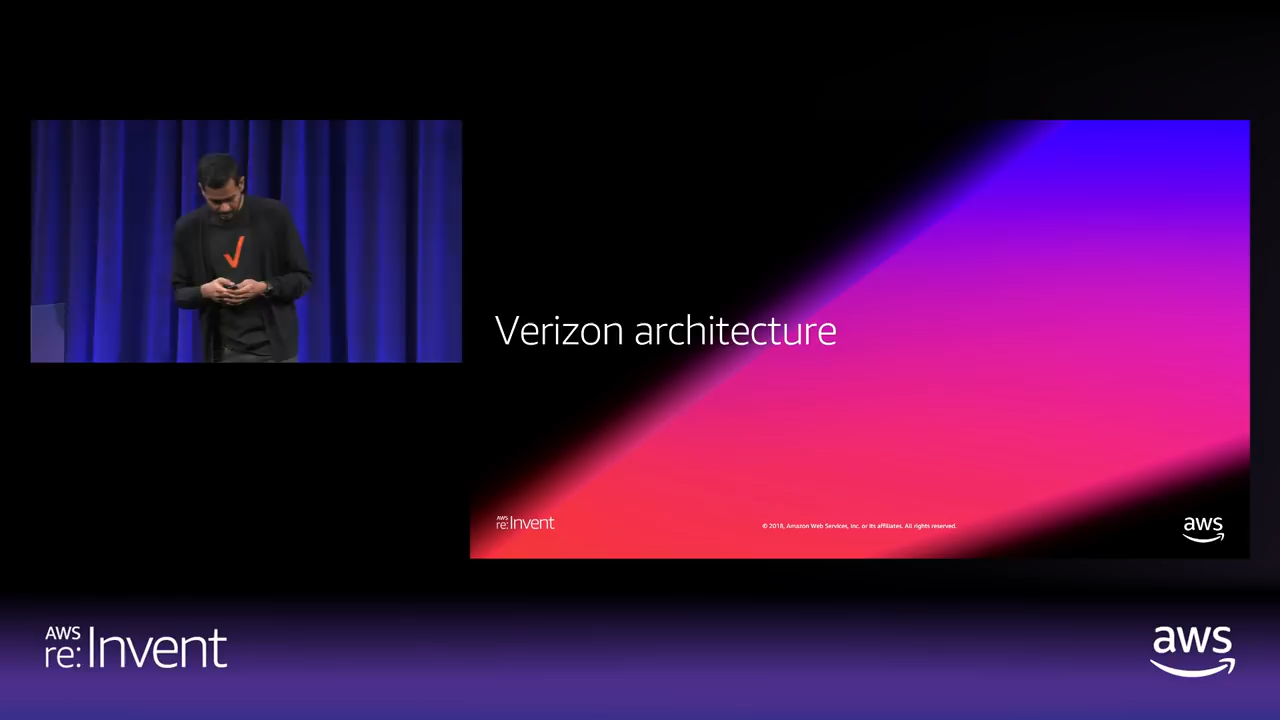 Verizon architecture
AWS
re:Invent
© 2018, Amazon Web Services, Inc. or its affiliates. All rights reserved.
aws
AWS
re:Invent
aws